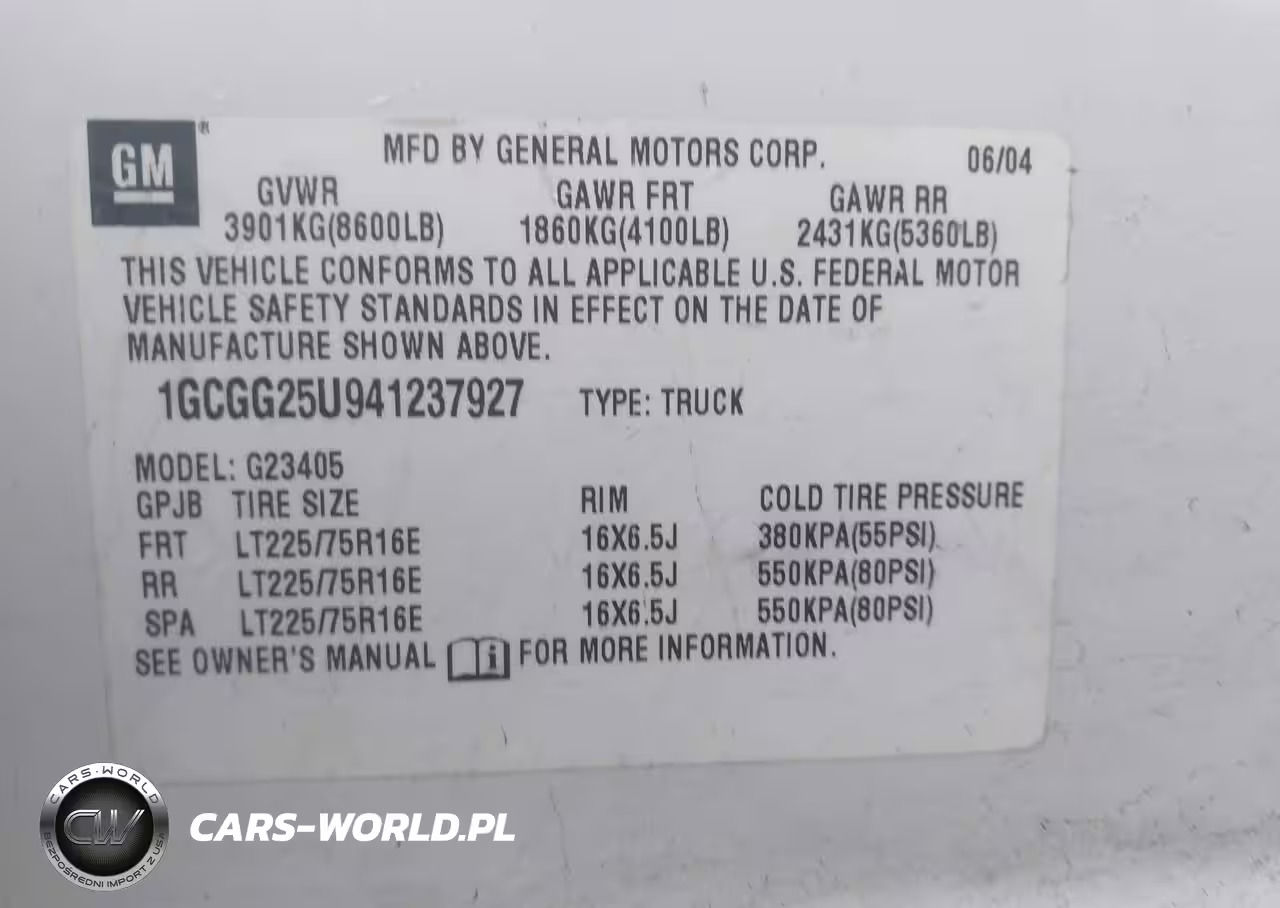 GM®
MFD BY GENERAL MOTORS CORP. 06/04
GVWR GAWR FRT GAWR RR
3901KG(8600LB) 1860KG(4100LB) 2431KG(5360LB)
THIS VEHICLE CONFORMS TO ALL APPLICABLE U.S. FEDERAL MOTOR
VEHICLE SAFETY STANDARDS IN EFFECT ON THE DATE OF
MANUFACTURE SHOWN ABOVE.
1GCGG25U941237927 TYPE: TRUCK
MODEL: G23405
GPJB TIRE SIZE RIM COLD TIRE PRESSURE
FRT LT225/75R16E 16X6.5J 380KPA(55PSI)
RR LT225/75R16E 16X6.5J 550KPA(80PSI)
SPA LT225/75R16E 16X6.5J 550KPA(80PSI)
SEE OWNER'S MANUAL i FOR MORE INFORMATION.
CARS-WORLD
CW
BEZPOŚREDNI IMPORT Z USA
CARS-WORLD.PL